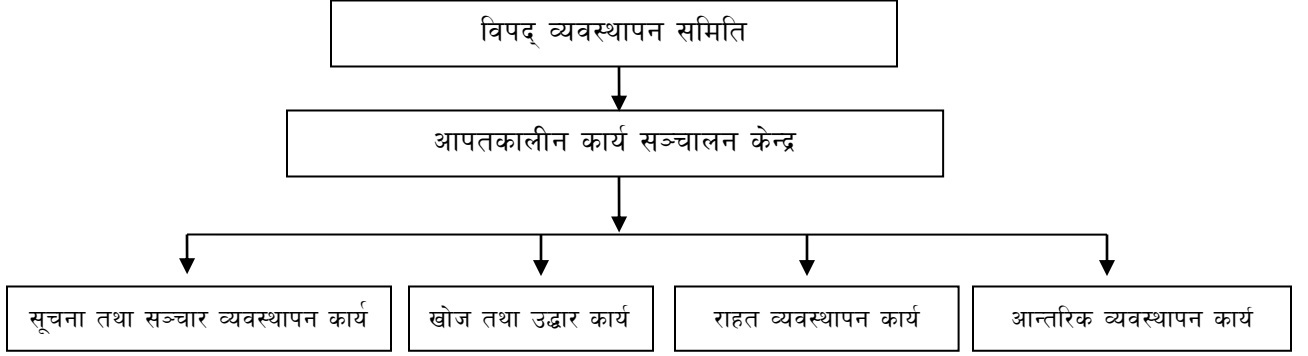 विपद् व्यवस्थापन समिति
आपतकालीन कार्य सञ्चालन केन्द्र
सूचना तथा सञ्चार व्यवस्थापन कार्य
खोज तथा उद्धार कार्य
राहत व्यवस्थापन कार्य
आन्तरिक व्यवस्थापन कार्य